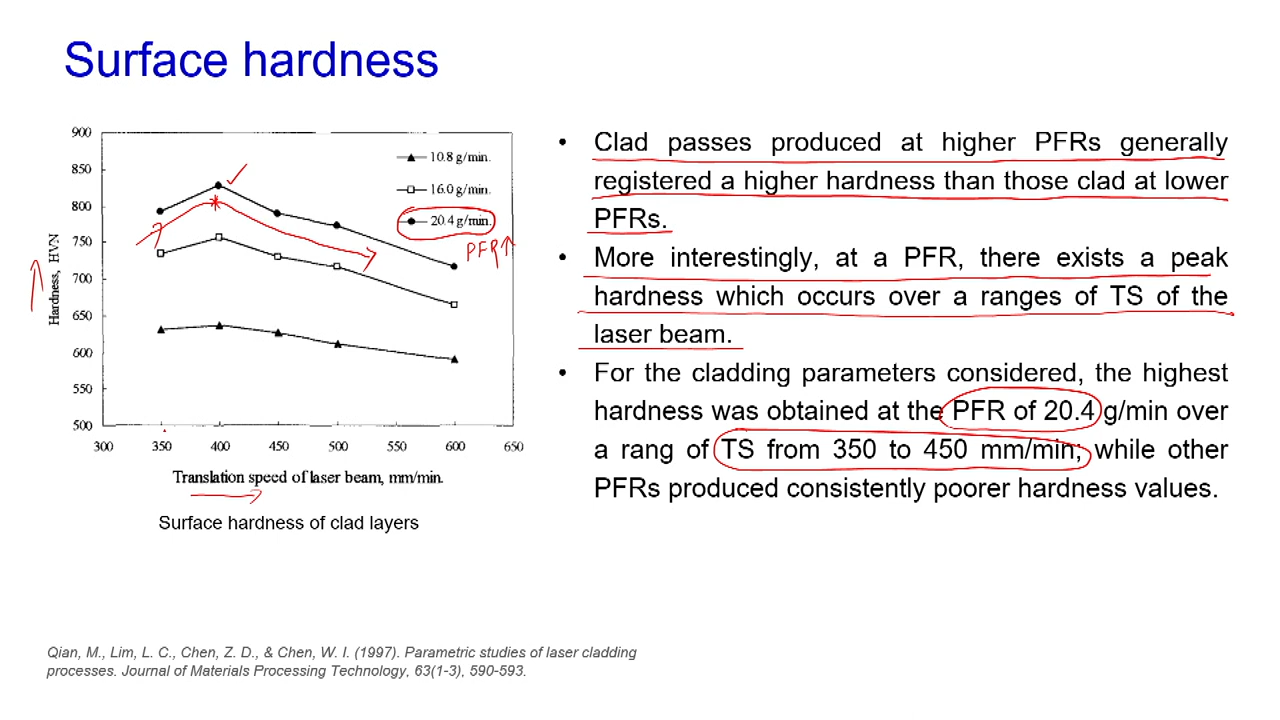 Surface hardness
900
850
800
750
700
650
600
550
500
Hardness, HVN
10.8 g/min.
16.0 g/min.
20.4 g/min.
PFR↑
300 350 400 450 500 550 600 650
Translation speed of laser beam, mm/min.
Surface hardness of clad layers
• Clad passes produced at higher PFRs generally
registered a higher hardness than those clad at lower
PFRs.
• More interestingly, at a PFR, there exists a peak
hardness which occurs over a ranges of TS of the
laser beam.
• For the cladding parameters considered, the highest
hardness was obtained at the PFR of 20.4 g/min over
a rang of TS from 350 to 450 mm/min; while other
PFRs produced consistently poorer hardness values.
Qian, M., Lim, L. C., Chen, Z. D., & Chen, W. I. (1997). Parametric studies of laser cladding
processes. Journal of Materials Processing Technology, 63(1-3), 590-593.